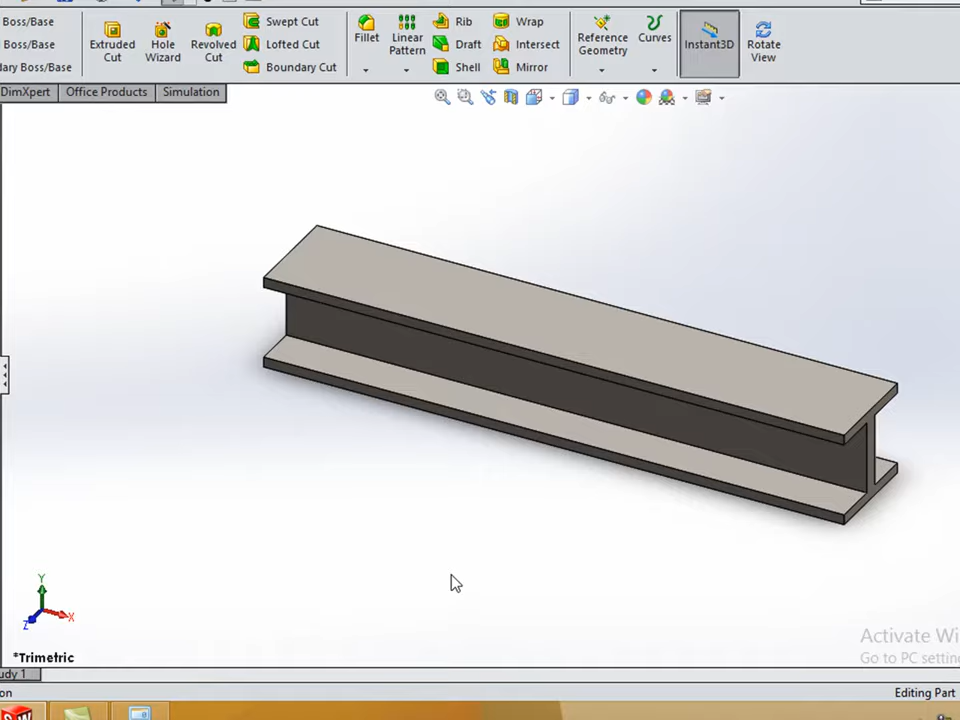 Boss/Base
Boss/Base
dary Boss/Base
Extruded Cut
Hole Wizard
Revolved Cut
Swept Cut
Lofted Cut
Boundary Cut
Fillet
Linear Pattern
Rib
Draft
Shell
Wrap
Intersect
Mirror
Reference Geometry
Curves
Instant3D
Rotate View
DimXpert
Office Products
Simulation
Y
X
Z
*Trimetric
Activate Wi
Go to PC setting
udy 1
on
Editing Part